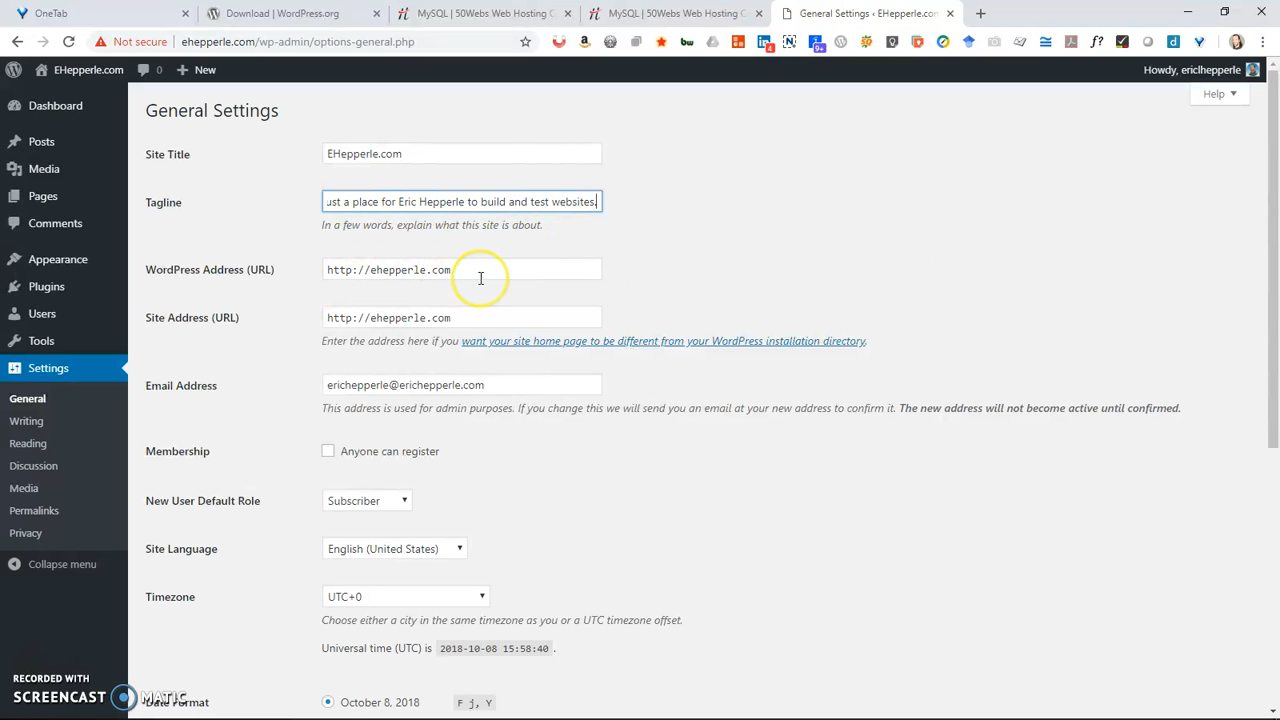 OneTab
Download | WordPress.org
MySQL | 50Webs Web Hosting C
MySQL | 50Webs Web Hosting C
General Settings ‹ EHepperle.com
Not secure
ehepperle.com/wp-admin/options-general.php
bw
4
9+
f?
d
EHepperle.com
0
New
Howdy, ericlhepperle
Help
Dashboard
Posts
Media
Pages
Comments
Appearance
Plugins
Users
Tools
Settings
General
Writing
Reading
Discussion
Media
Permalinks
Privacy
Collapse menu
General Settings
Site Title
EHepperle.com
Tagline
ust a place for Eric Hepperle to build and test websites.
In a few words, explain what this site is about.
WordPress Address (URL)
http://ehepperle.com
Site Address (URL)
http://ehepperle.com
Enter the address here if you want your site home page to be different from your WordPress installation directory.
Email Address
erichepperle@erichepperle.com
This address is used for admin purposes. If you change this we will send you an email at your new address to confirm it. The new address will not become active until confirmed.
Membership
Anyone can register
New User Default Role
Subscriber
Site Language
English (United States)
Timezone
UTC+0
Choose either a city in the same timezone as you or a UTC timezone offset.
Universal time (UTC) is 2018-10-08 15:58:40 .
Date Format
October 8, 2018
F j, Y
RECORDED WITH
SCREENCAST MATIC